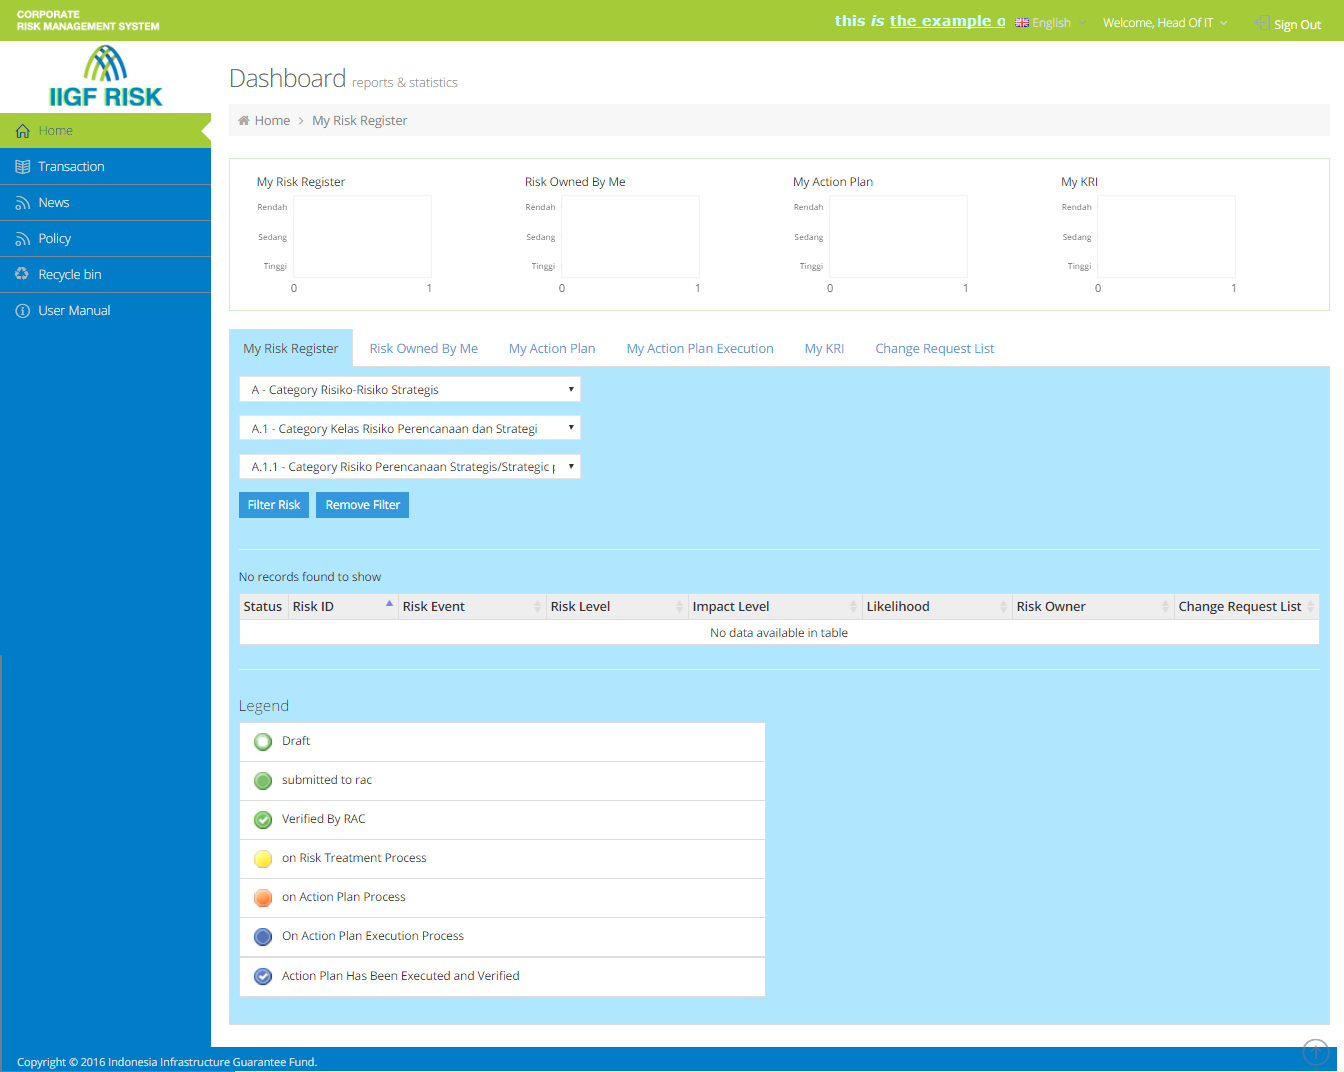 CORPORATE
RISK MANAGEMENT SYSTEM
this is the example o
English
Welcome, Head Of IT
Sign Out
IIGF RISK
Home
Transaction
News
Policy
Recycle bin
User Manual
Dashboard reports & statistics
Home > My Risk Register
My Risk Register
Rendah
Sedang
Tinggi
0 1
Risk Owned By Me
Rendah
Sedang
Tinggi
0 1
My Action Plan
Rendah
Sedang
Tinggi
0 1
My KRI
Rendah
Sedang
Tinggi
0 1
My Risk Register Risk Owned By Me My Action Plan My Action Plan Execution My KRI Change Request List
A - Category Risiko-Risiko Strategis
A.1 - Category Kelas Risiko Perencanaan dan Strategi
A.1.1 - Category Risiko Perencanaan Strategis/Strategic p
Filter Risk Remove Filter
No records found to show
Status Risk ID Risk Event Risk Level Impact Level Likelihood Risk Owner Change Request List
No data available in table
Legend
Draft
submitted to rac
Verified By RAC
on Risk Treatment Process
on Action Plan Process
On Action Plan Execution Process
Action Plan Has Been Executed and Verified
Copyright © 2016 Indonesia Infrastructure Guarantee Fund.